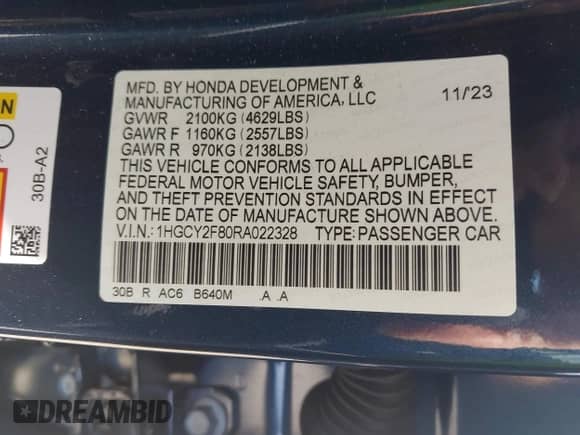 MFD. BY HONDA DEVELOPMENT &
MANUFACTURING OF AMERICA, LLC 11/'23
GVWR 2100KG (4629LBS)
GAWR F 1160KG (2557LBS)
GAWR R 970KG (2138LBS)
THIS VEHICLE CONFORMS TO ALL APPLICABLE
FEDERAL MOTOR VEHICLE SAFETY, BUMPER,
AND THEFT PREVENTION STANDARDS IN EFFECT
ON THE DATE OF MANUFACTURE SHOWN ABOVE.
V.I.N.: 1HGCY2F80RA022328 TYPE: PASSENGER CAR
30B R AC6 B640M .A .A
30B-A2
DREAMBID